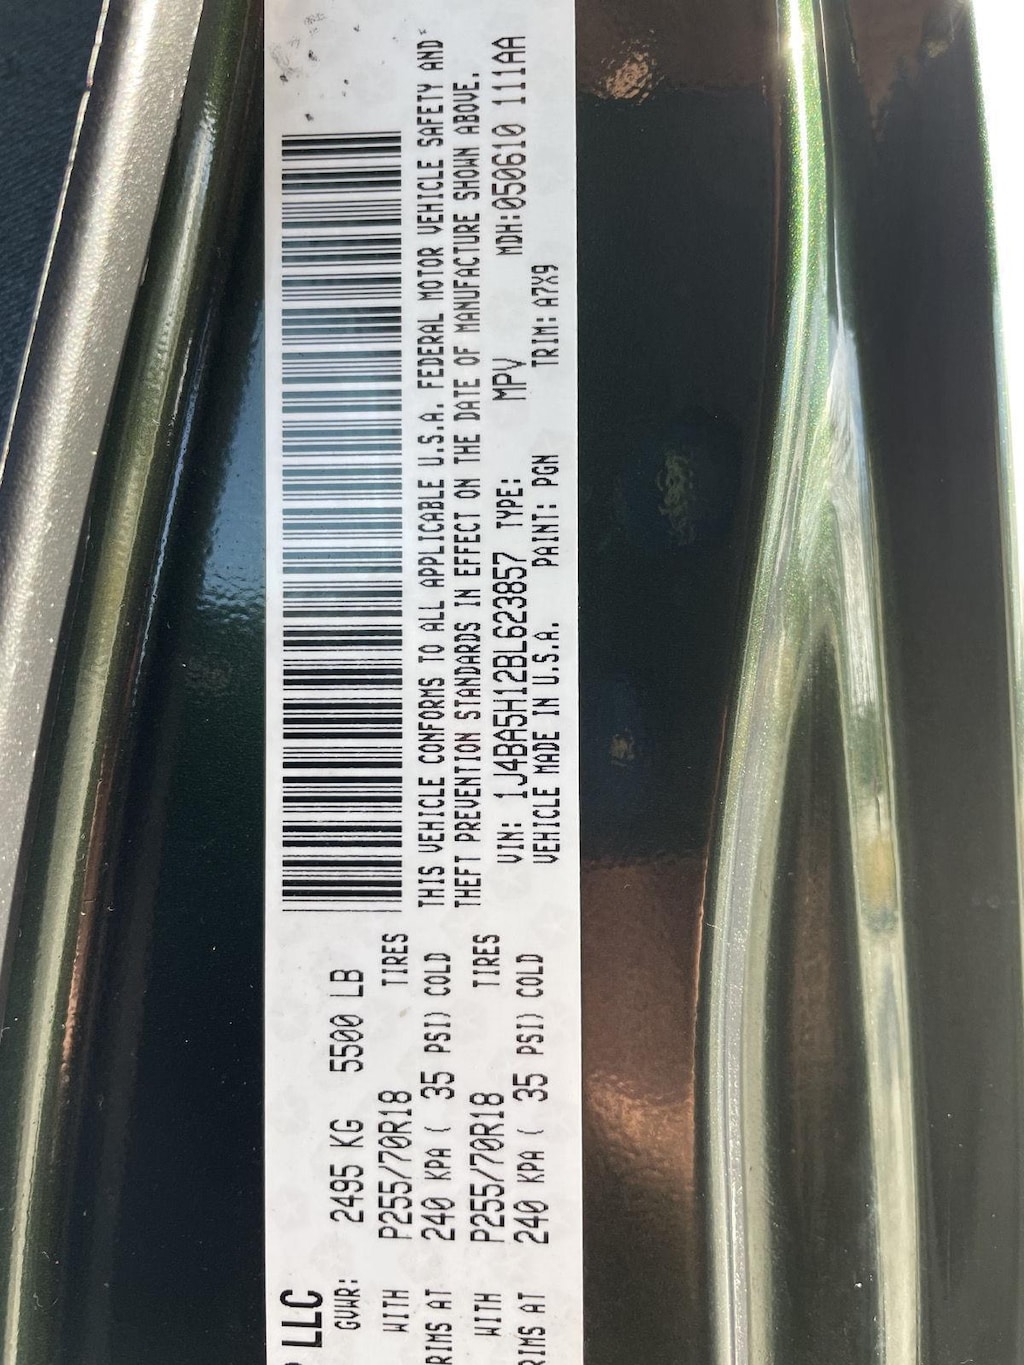 P LLC
GVWR: 2495 KG 5500 LB
WITH P255/70R18 TIRES
RIMS AT 240 KPA ( 35 PSI) COLD
WITH P255/70R18 TIRES
RIMS AT 240 KPA ( 35 PSI) COLD
THIS VEHICLE CONFORMS TO ALL APPLICABLE U.S.A. FEDERAL MOTOR VEHICLE SAFETY AND
THEFT PREVENTION STANDARDS IN EFFECT ON THE DATE OF MANUFACTURE SHOWN ABOVE.
VIN: 1J4BA5H12BL623857 TYPE: MPV MDH:050610 111AA
VEHICLE MADE IN U.S.A. PAINT: PGN TRIM: A7X9